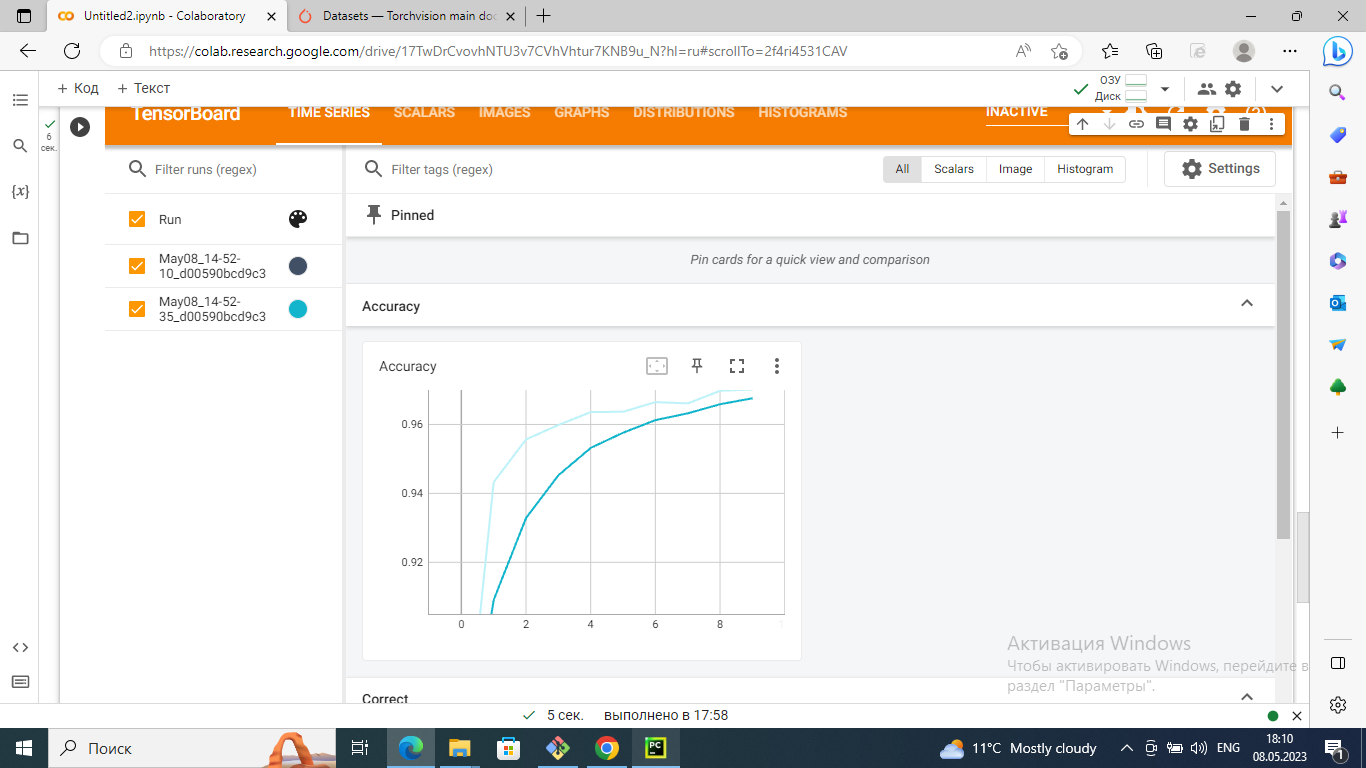 Untitled2.ipynb - Colaboratory
Datasets — Torchvision main doc
https://colab.research.google.com/drive/17TwDrCvovhNTU3v7CVhVhtur7KNB9u_N?hl=ru#scrollTo=2f4ri4531CAV
+ Код + Текст
ОЗУ
Диск
6
сек.
{x}
TensorBoard
TIME SERIES SCALARS IMAGES GRAPHS DISTRIBUTIONS HISTOGRAMS INACTIVE
Filter runs (regex)
Filter tags (regex)
All Scalars Image Histogram
Settings
Run
May08_14-52-
10_d00590bcd9c3
May08_14-52-
35_d00590bcd9c3
Pinned
Pin cards for a quick view and comparison
Accuracy
Accuracy
0.96
0.94
0.92
0 2 4 6 8
Correct
Активация Windows
Чтобы активировать Windows, перейдите в
раздел "Параметры".
5 сек. выполнено в 17:58
Поиск
PC
11°C Mostly cloudy
ENG
18:10
08.05.2023
1